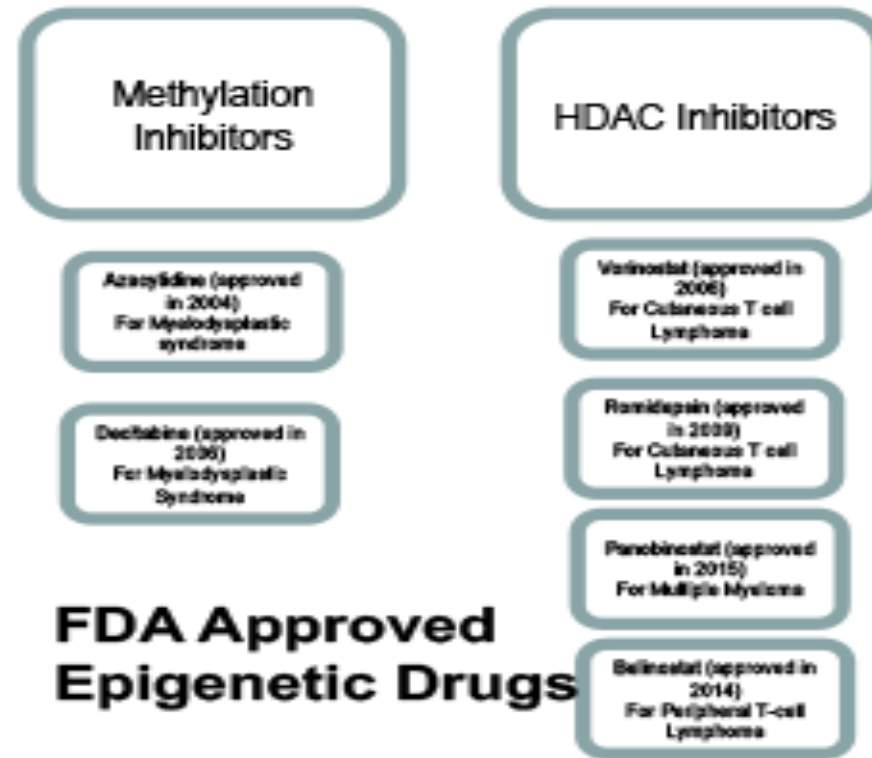 Methylation
Inhibitors
Azacytidine (approved
in 2004)
For Myelodysplastic
syndrome
Decitabine (approved in
2006)
For Myelodysplastic
Syndrome
FDA Approved
Epigenetic Drugs
HDAC Inhibitors
Vorinostat (approved in
2006)
For Cutaneous T cell
Lymphoma
Romidepsin (approved
in 2009)
For Cutaneous T cell
Lymphoma
Panobinostat (approved
in 2015)
For Multiple Myeloma
Belinostat (approved in
2014)
For Peripheral T-cell
Lymphoma